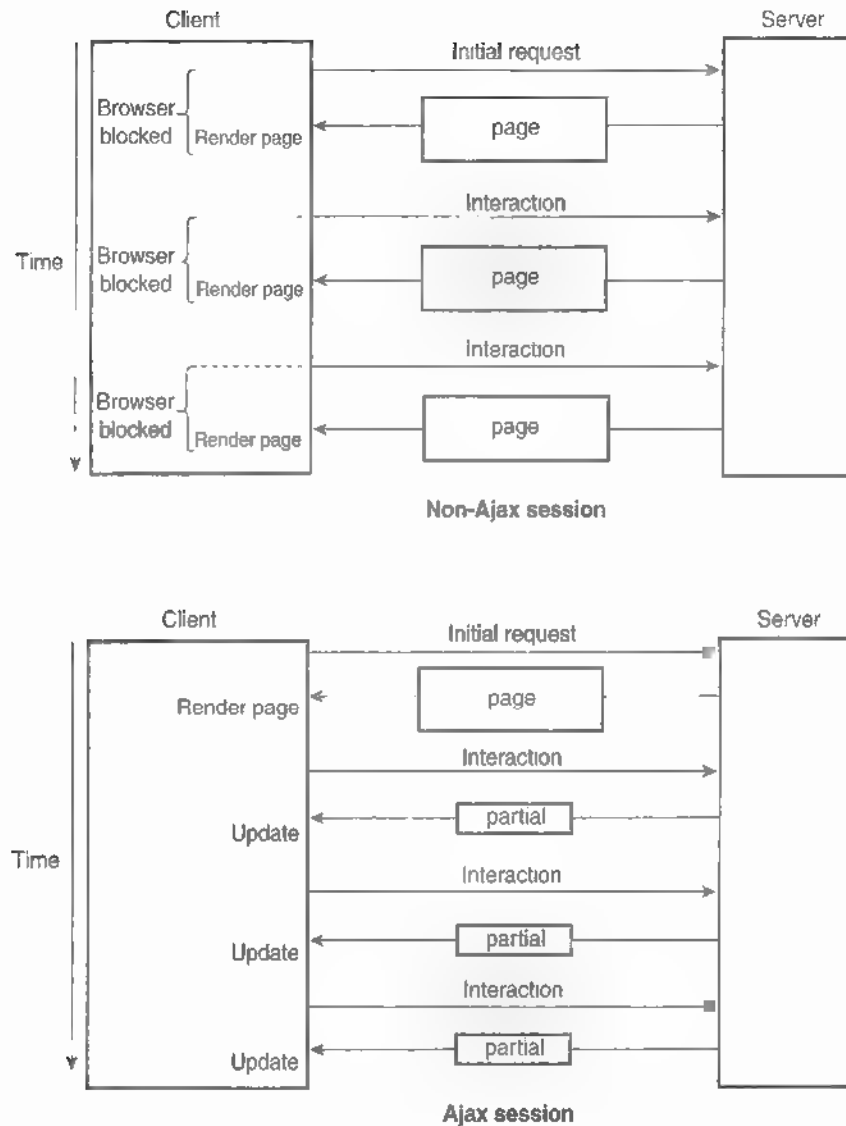 Client
Server
Initial request
Browser
blocked
Render page
page
Interaction
Time
Browser
blocked
Render page
page
Interaction
Browser
blocked
Render page
page
Non-Ajax session
Client
Server
Initial request
page
Render page
Interaction
partial
Update
Time
Interaction
partial
Update
Interaction
partial
Update
Ajax session